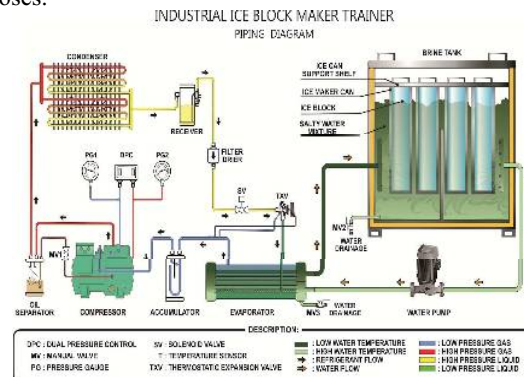 oses.
INDUSTRIAL ICE BLOCK MAKER TRAINER
PIPING DIAGRAM
CONDENSER
BRINE TANK
ICE CAN
SUPPORT SHELF
ICE MAKER CAN
ICE BLOCK
SALTY WATER
MIXTURE
RECEIVER
FILTER
DRIER
PG1
DPC
PG2
SV
TXV
MV1
MV2
WATER
DRAINAGE
OIL
SEPARATOR
COMPRESSOR
ACCUMULATOR
EVAPORATOR
MV3
WATER
DRAINAGE
WATER PUMP
DESCRIPTION:
DPC : DUAL PRESSURE CONTROL
MV : MANUAL VALVE
PG : PRESSURE GAUGE
SV : SOLENOID VALVE
T : TEMPERATURE SENSOR
TXV : THERMOSTATIC EXPANSION VALVE
: LOW WATER TEMPERATURE
: HIGH WATER TEMPERATURE
: REFRIGERANT FLOW
: WATER FLOW
: LOW PRESSURE GAS
: HIGH PRESSURE GAS
: HIGH PRESSURE LIQUID
: LOW PRESSURE LIQUID